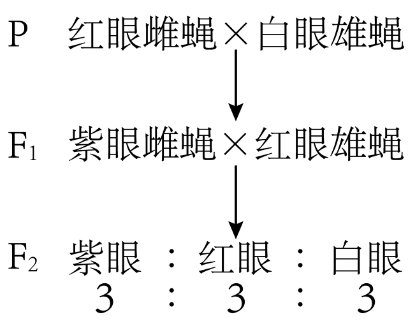 P 红眼雌蝇×白眼雄蝇
F₁ 紫眼雌蝇×红眼雄蝇
F₂ 紫眼 : 红眼 : 白眼
3 : 3 : 3